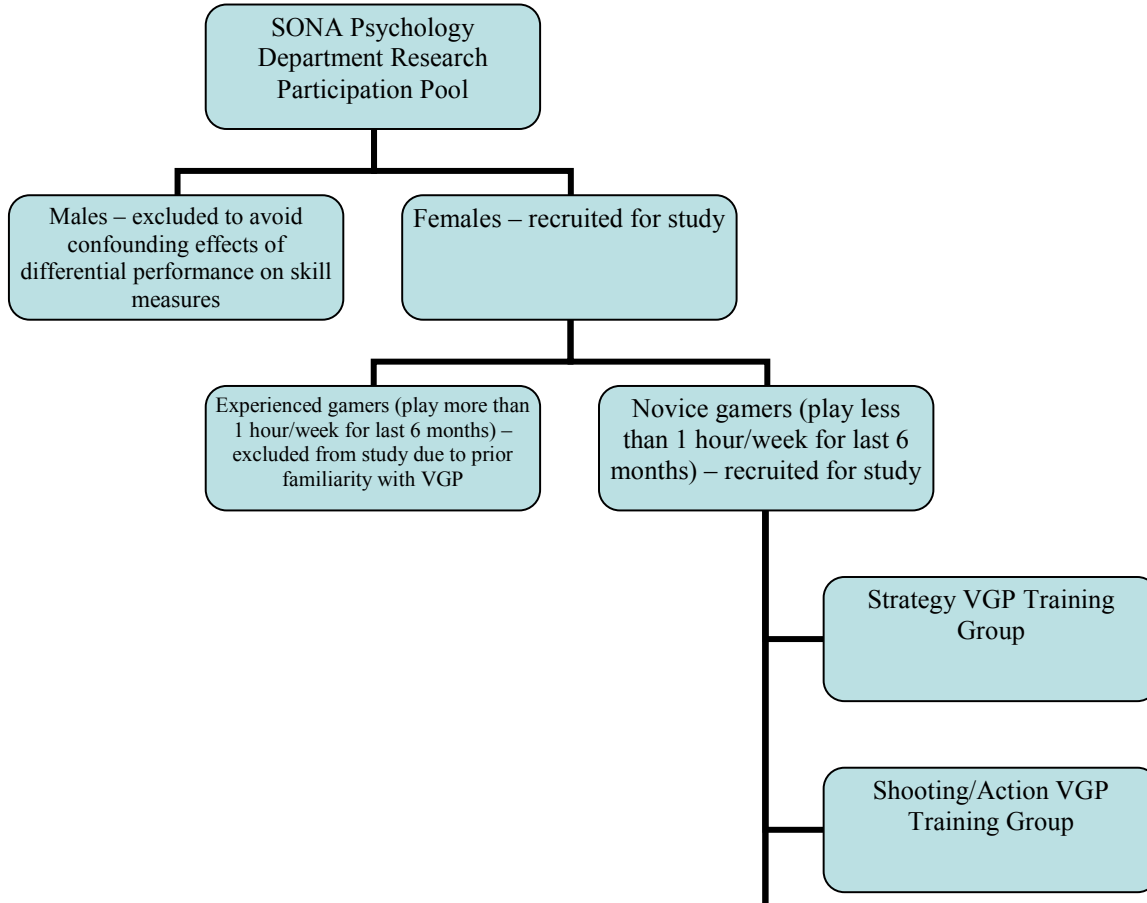 SONA Psychology
Department Research
Participation Pool
Males – excluded to avoid
confounding effects of
differential performance on skill
measures
Females – recruited for study
Experienced gamers (play more than
1 hour/week for last 6 months) –
excluded from study due to prior
familiarity with VGP
Novice gamers (play less
than 1 hour/week for last 6
months) – recruited for study
Strategy VGP Training
Group
Shooting/Action VGP
Training Group